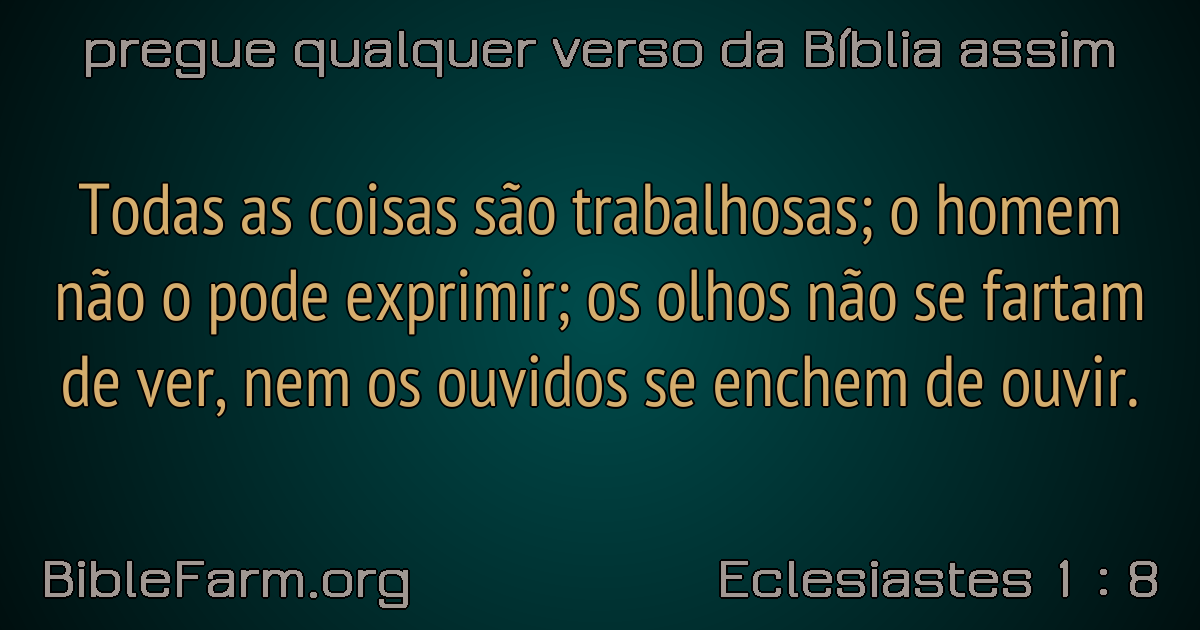 pregue qualquer verso da Bíblia assim
Todas as coisas são trabalhosas; o homem
não o pode exprimir; os olhos não se fartam
de ver, nem os ouvidos se enchem de ouvir.
BibleFarm.org
Eclesiastes 1 : 8